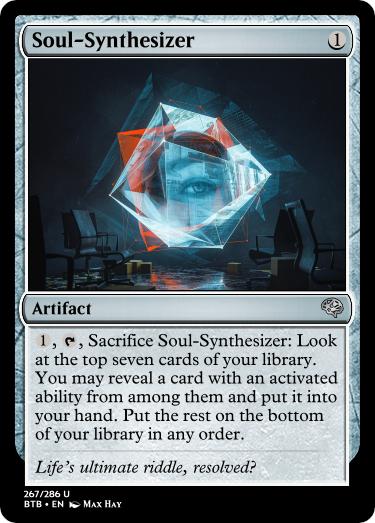 Soul-Synthesizer 1
Artifact
1, , Sacrifice Soul-Synthesizer: Look
at the top seven cards of your library.
You may reveal a card with an activated
ability from among them and put it into
your hand. Put the rest on the bottom
of your library in any order.
Life's ultimate riddle, resolved?
267/286 U
BTB • EN Max Hay